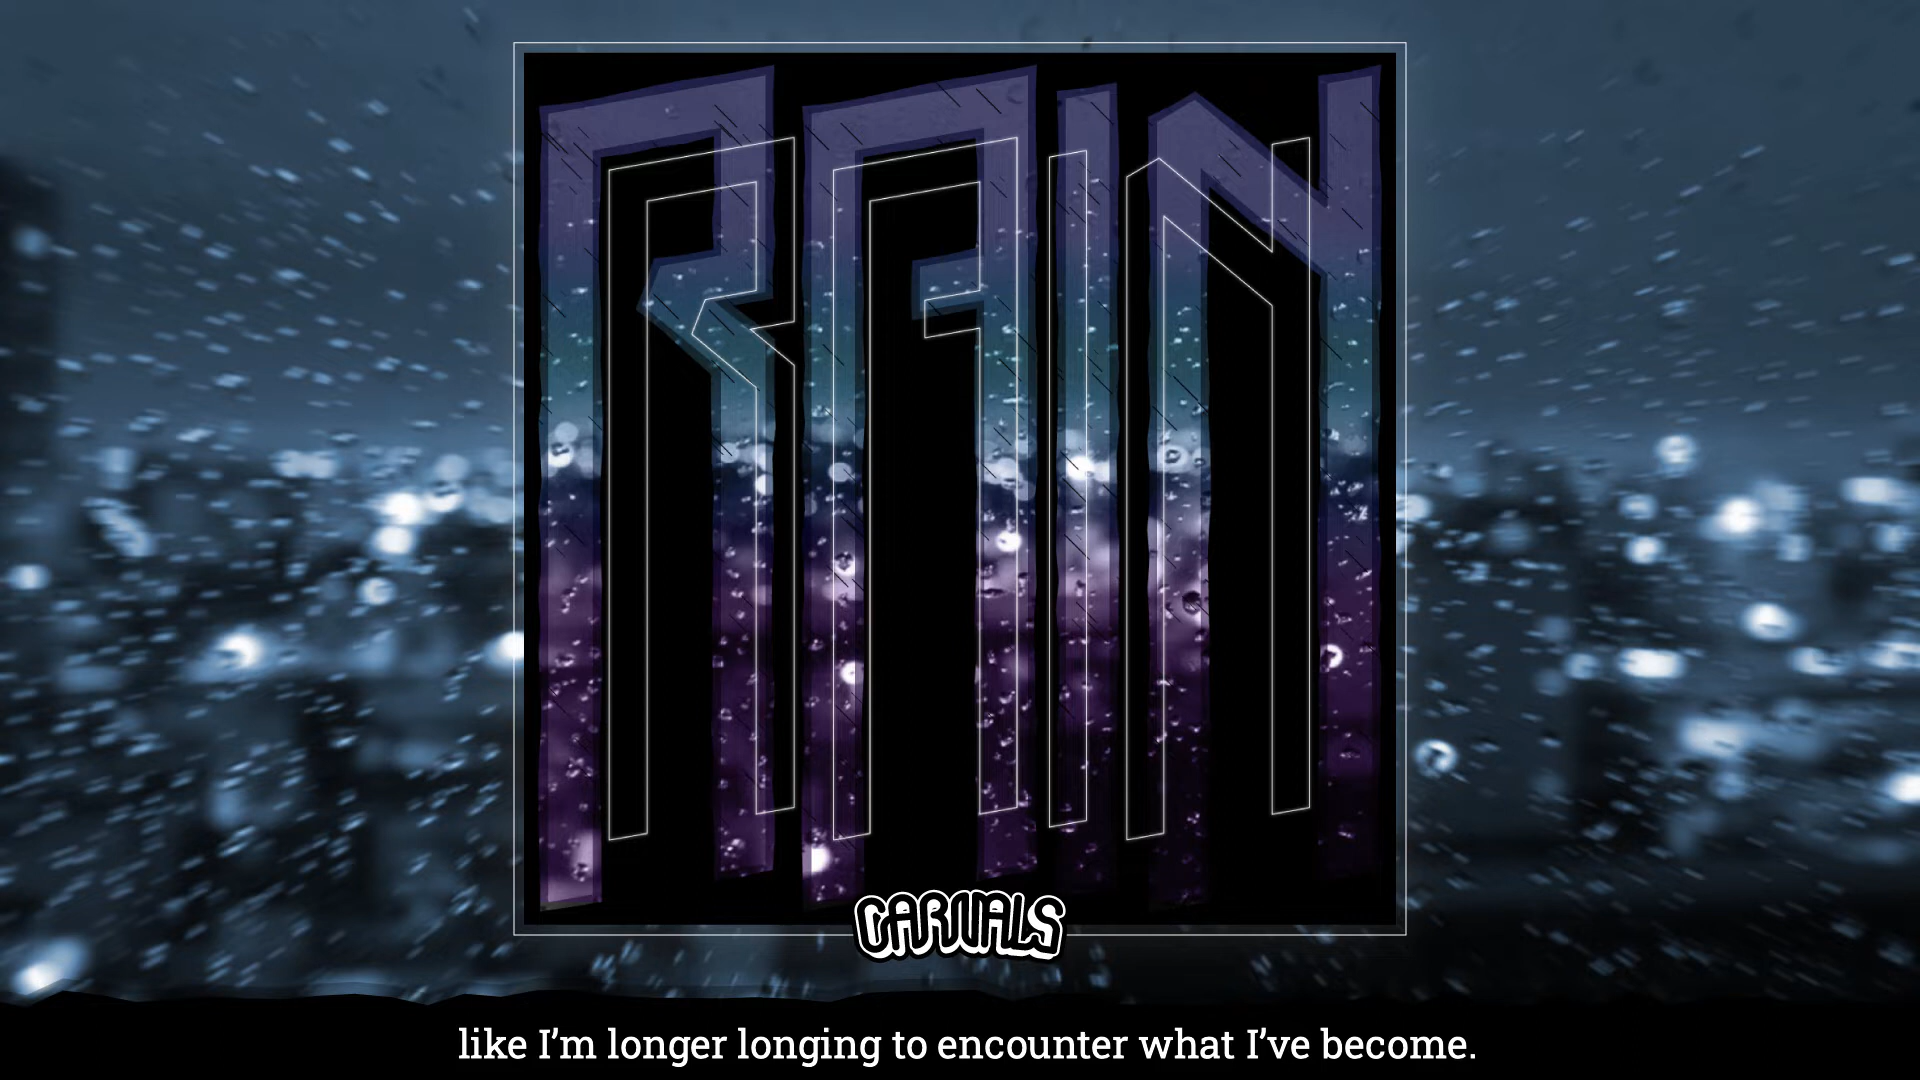 RAIN
CARNALS
like I’m longer longing to encounter what I’ve become.